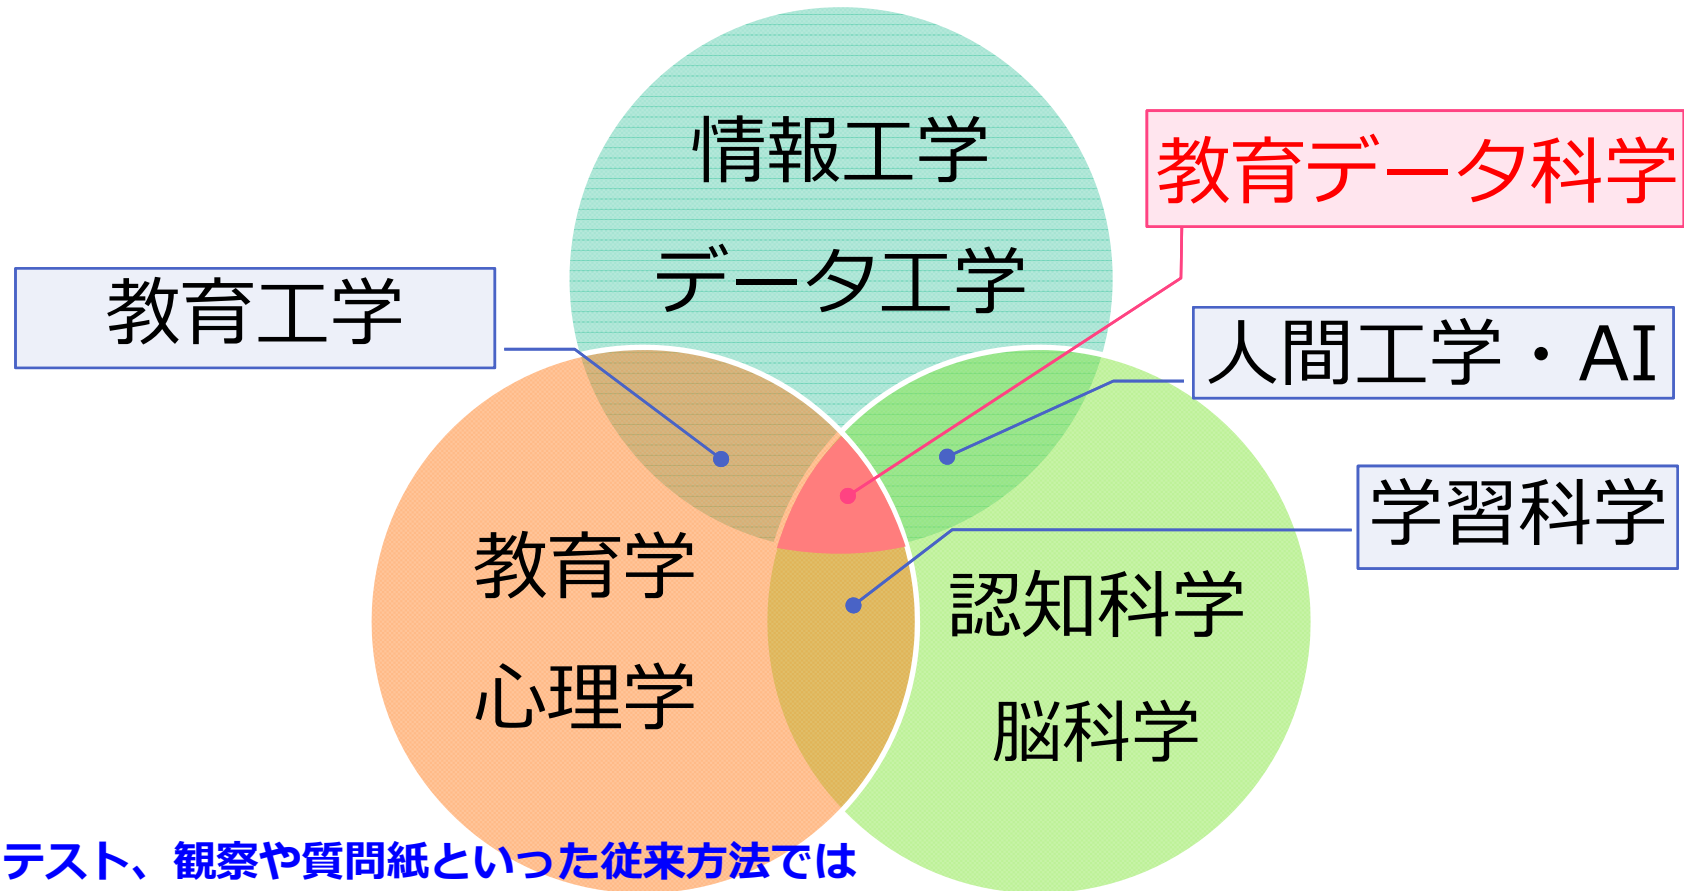 情報工学
データ工学
教育データ科学
教育工学
人間工学・AI
学習科学
教育学
心理学
認知科学
脳科学
テスト、観察や質問紙といった従来方法では